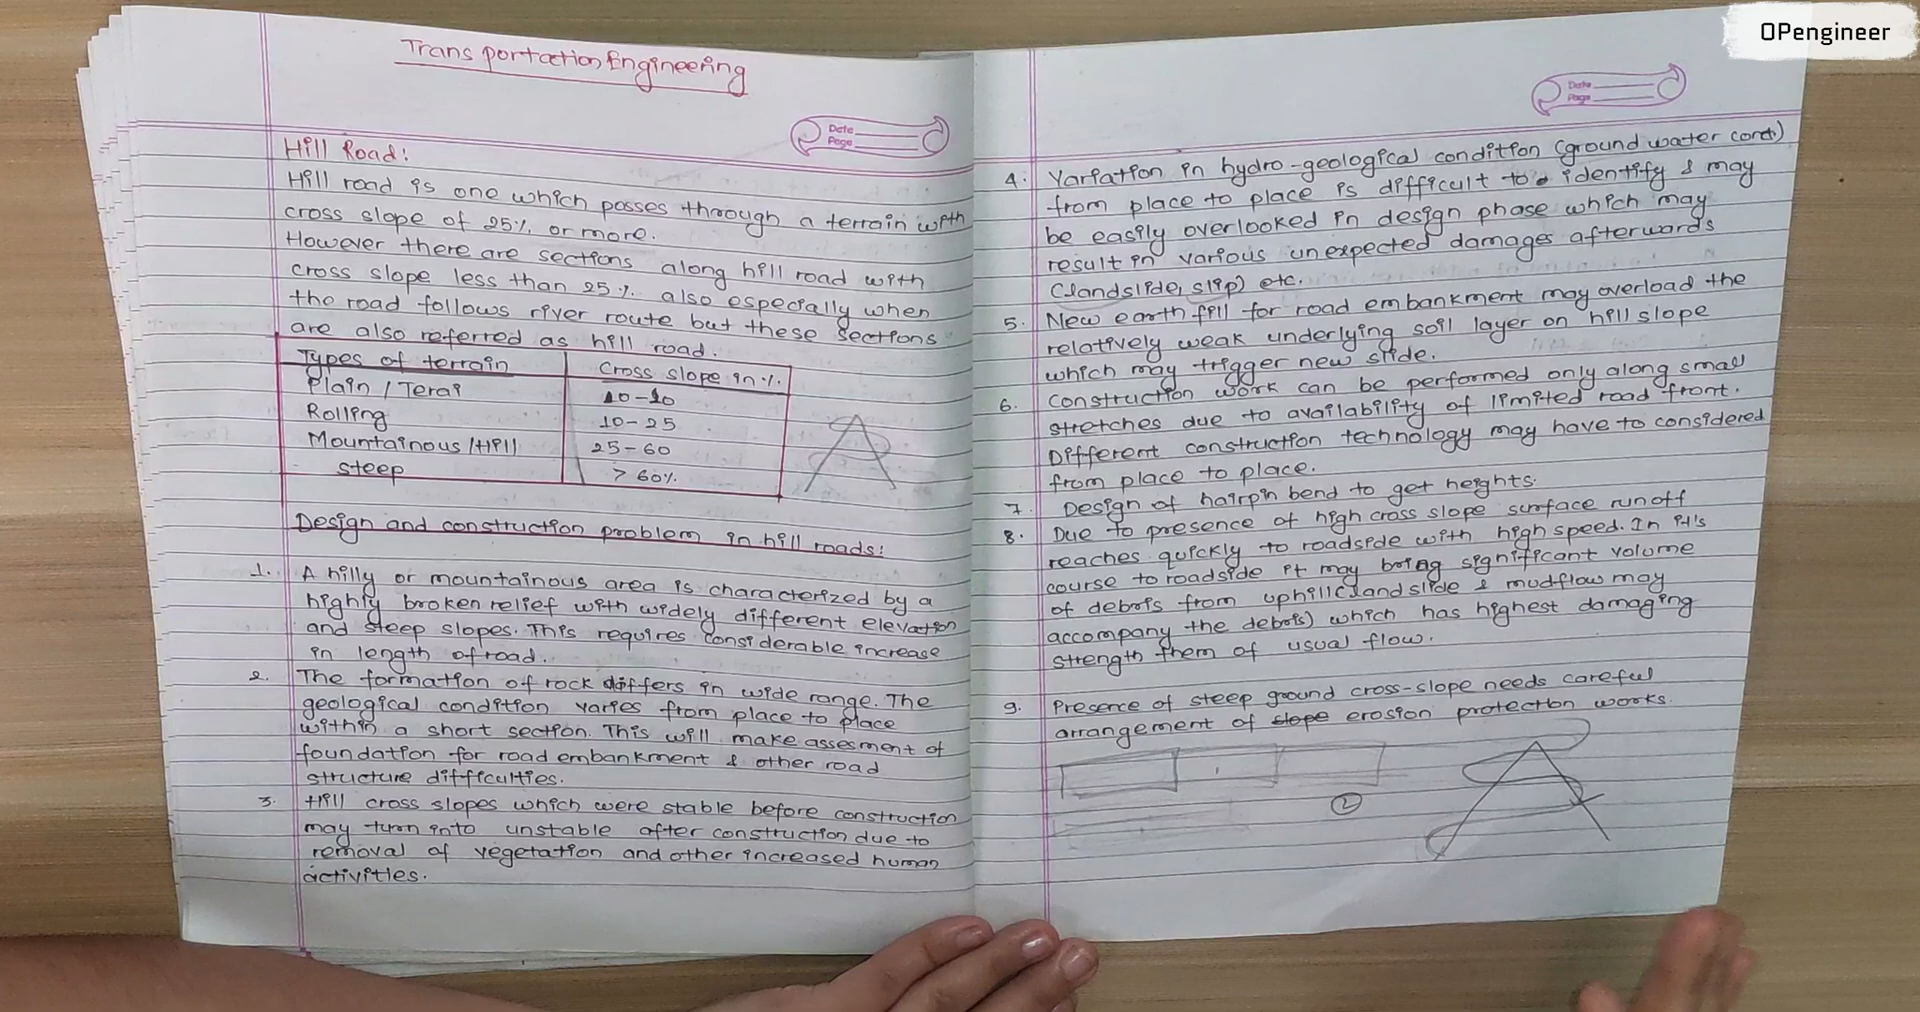 OPengineer
Transportation Engineering
Date
Page
Hill Road:
Hill road is one which passes through a terrain with
cross slope of 25% or more.
However there are sections along hill road with
cross slope less than 25% also especially when
the road follows river route but these sections
are also referred as hill road.
Types of terrain Cross slope in %.
Plain / Terai 10-10
Rolling 10-25
Mountainous / Hill 25-60
steep > 60%.
Design and construction problem in hill roads:
1. A hilly or mountainous area is characterized by a
highly broken relief with widely different elevation
and steep slopes. This requires considerable increase
in length of road.
2. The formation of rock differs in wide range. The
geological condition varies from place to place
within a short section. This will make assesment of
foundation for road embankment & other road
structure difficulties.
3. Hill cross slopes which were stable before construction
may turn into unstable after construction due to
removal of vegetation and other increased human
activities.
Date
Page
4. Variation in hydro-geological condition (ground water cont)
from place to place is difficult to identify & may
be easily overlooked in design phase which may
result in various unexpected damages afterwards
(landslide, slip) etc.
5. New earth fill for road embankment may overload the
relatively weak underlying soil layer on hill slope
which may trigger new slide.
6. Construction work can be performed only along small
stretches due to availability of limited road front.
Different construction technology may have to considered
from place to place.
7. Design of hairpin bend to get heights.
8. Due to presence of high cross slope surface runoff
reaches quickly to roadside with high speed. In it's
course to roadside it may bring significant volume
of debris from uphill (landslide & mudflow may
accompany the debris) which has highest damaging
strength them of usual flow.
9. Presence of steep ground cross-slope needs careful
arrangement of slope erosion protection works.
2